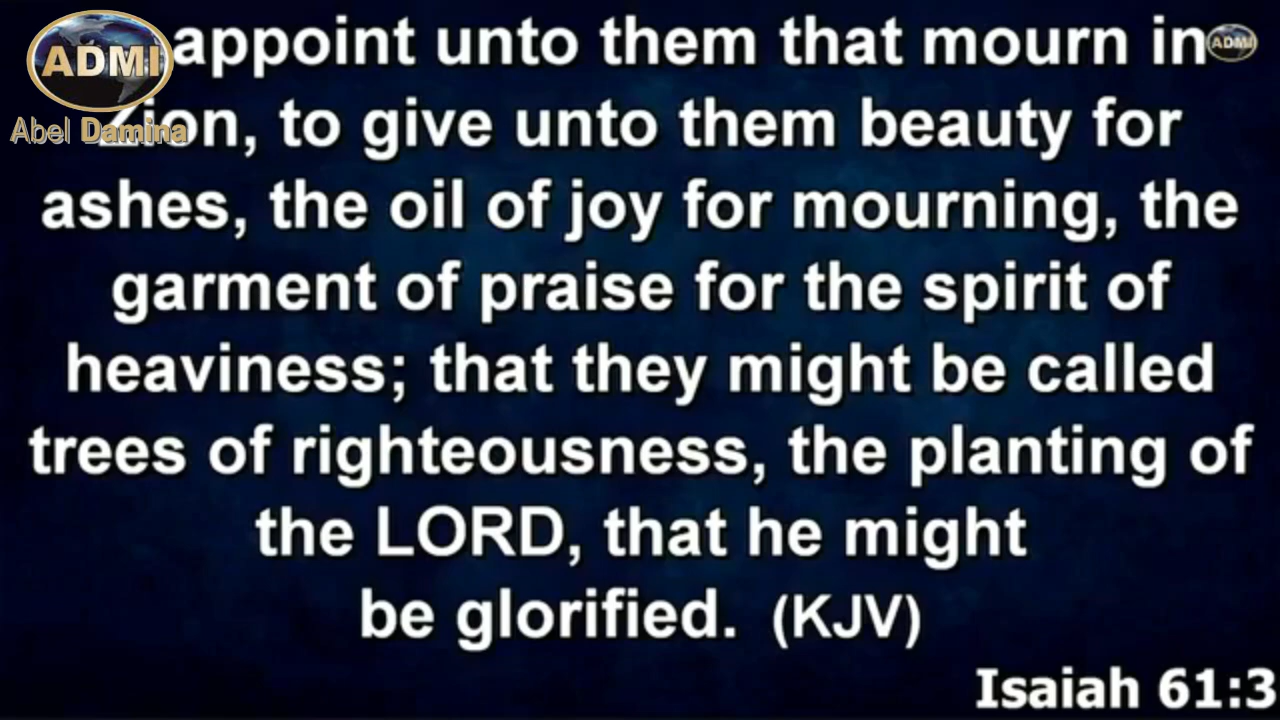 ADMI
Abel Damina
appoint unto them that mourn in
ADMI
Zion, to give unto them beauty for
ashes, the oil of joy for mourning, the
garment of praise for the spirit of
heaviness; that they might be called
trees of righteousness, the planting of
the LORD, that he might
be glorified. (KJV)
Isaiah 61:3